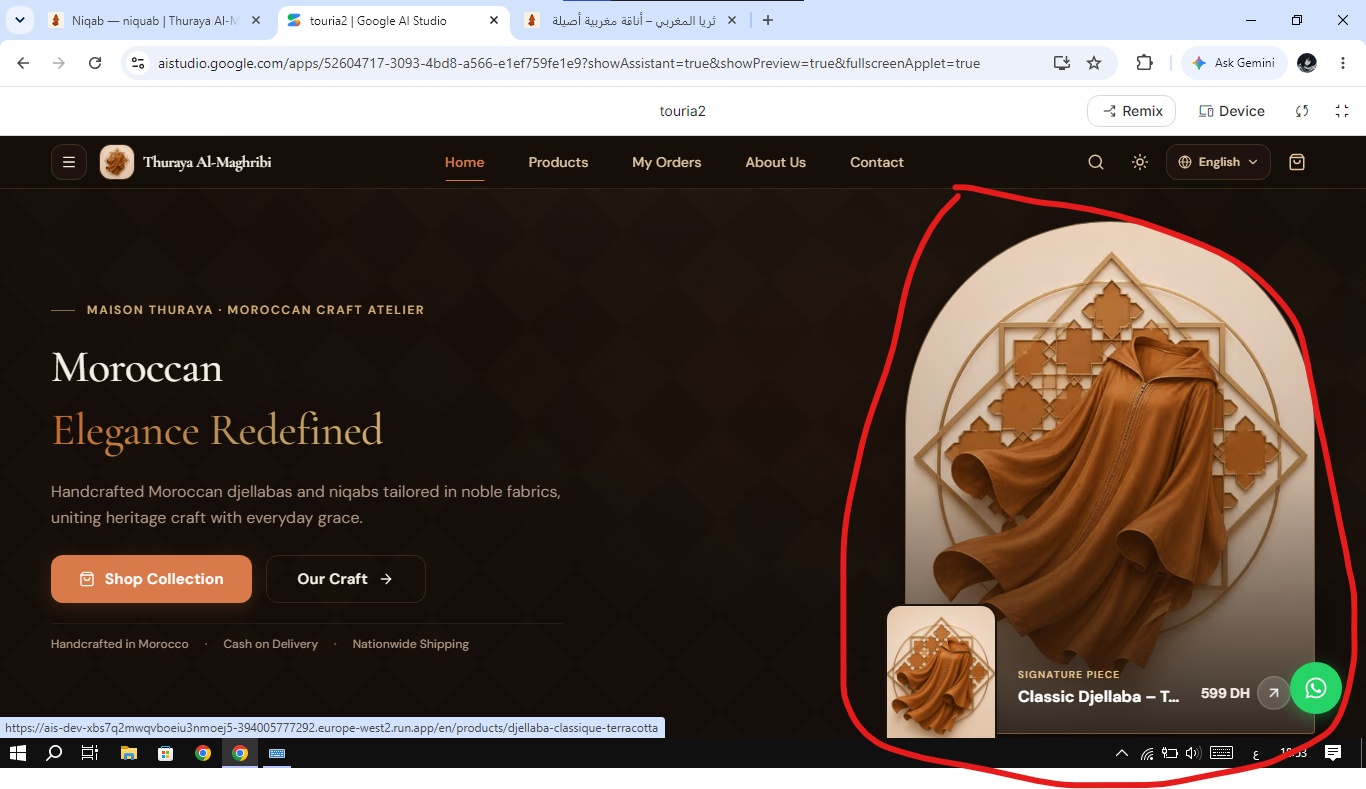 Niqab — niquab | Thuraya Al-M
touria2 | Google AI Studio
ثريا المغربي – أناقة مغربية أصيلة
aistudio.google.com/apps/52604717-3093-4bd8-a566-e1ef759fe1e9?showAssistant=true&showPreview=true&fullscreenApplet=true
Ask Gemini
touria2
Remix
Device
Thuraya Al-Maghribi
Home
Products
My Orders
About Us
Contact
English
MAISON THURAYA · MOROCCAN CRAFT ATELIER
Moroccan
Elegance Redefined
Handcrafted Moroccan djellabas and niqabs tailored in noble fabrics,
uniting heritage craft with everyday grace.
Shop Collection
Our Craft
Handcrafted in Morocco · Cash on Delivery · Nationwide Shipping
SIGNATURE PIECE
Classic Djellaba – T...
599 DH
https://ais-dev-xbs7q2mwqvboeiu3nmoej5-394005777292.europe-west2.run.app/en/products/djellaba-classique-terracotta
ع